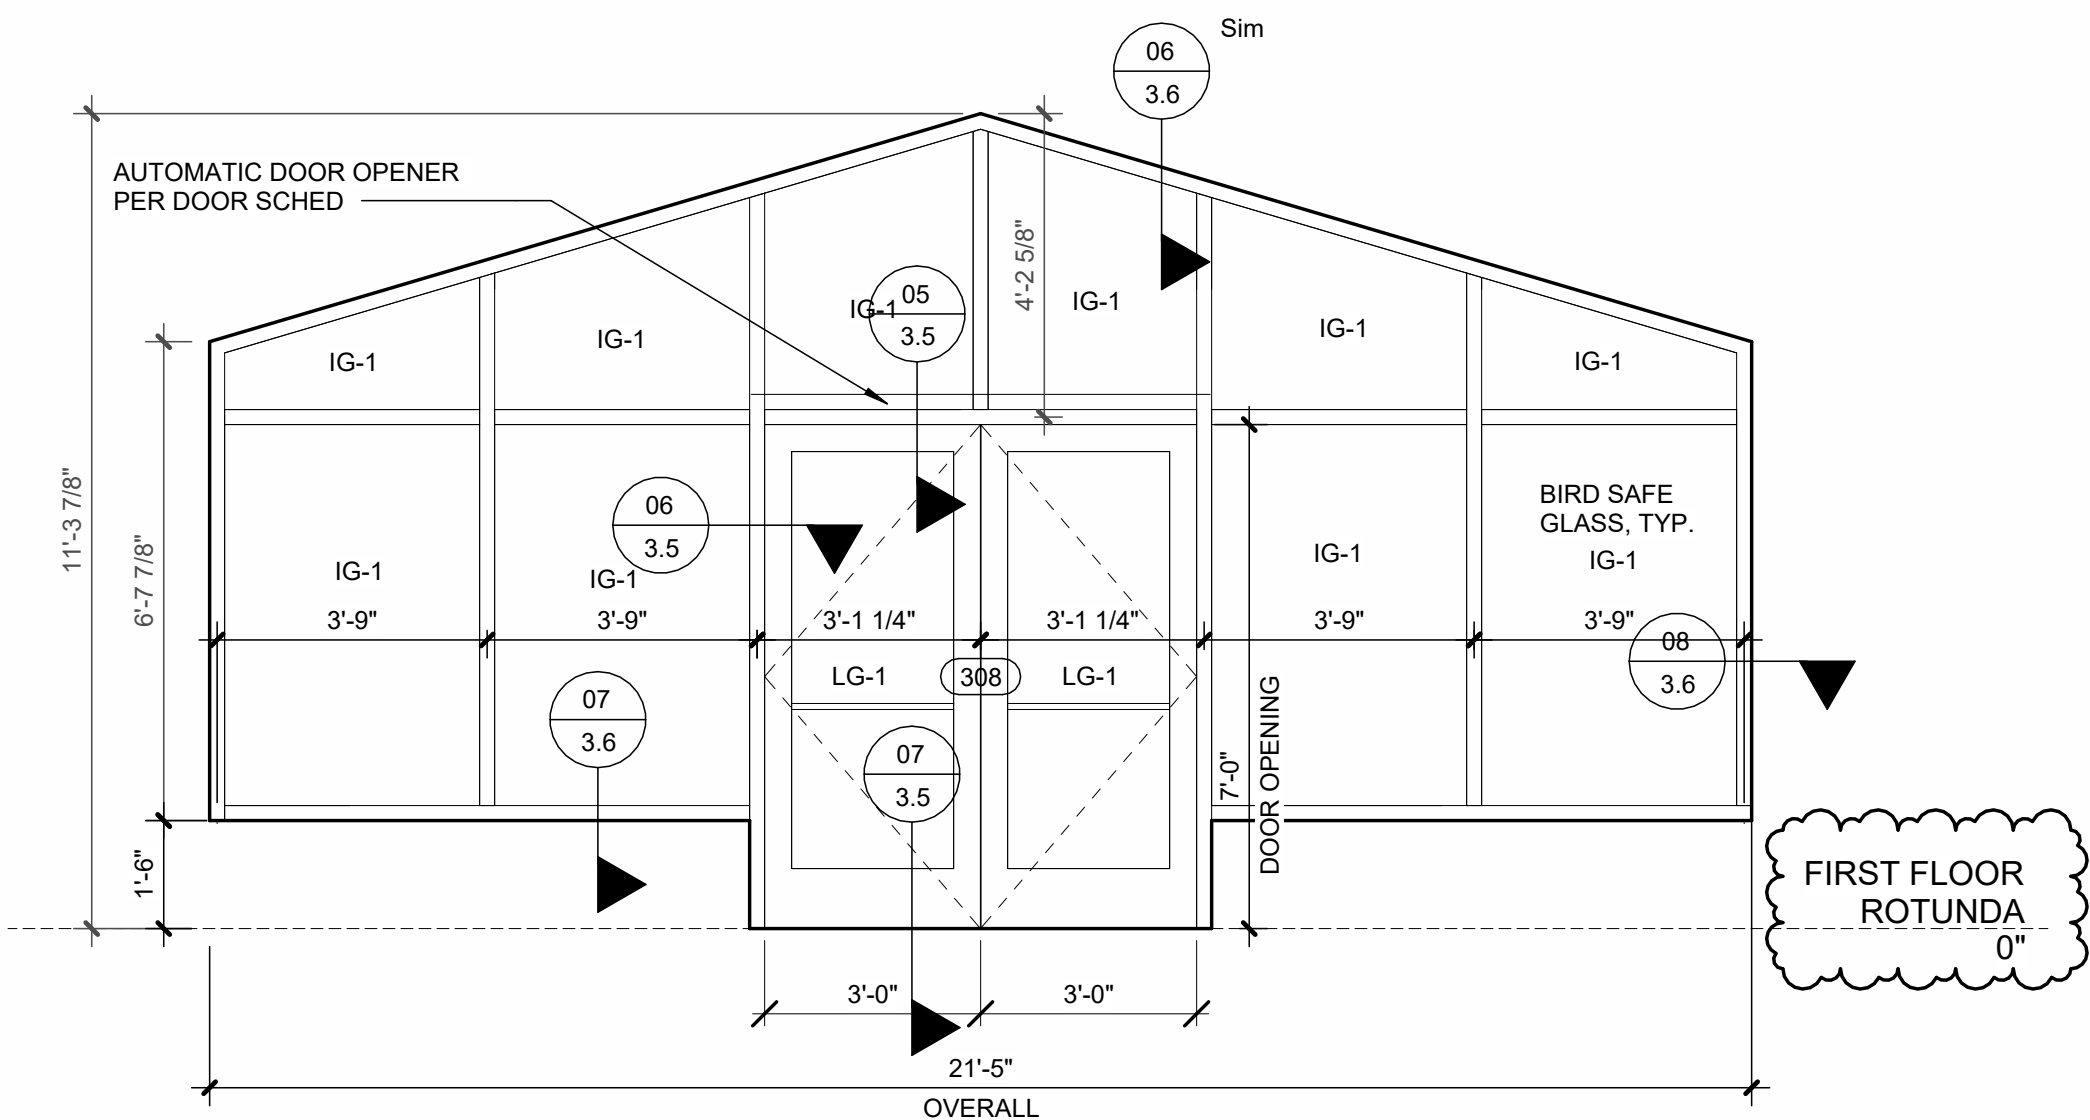 Sim
06
3.6
AUTOMATIC DOOR OPENER
PER DOOR SCHED
4'-2 5/8"
IG-1
05
3.5
IG-1
IG-1
IG-1
IG-1
IG-1
11'-3 7/8"
6'-7 7/8"
06
3.5
BIRD SAFE
GLASS, TYP.
IG-1
IG-1
IG-1
IG-1
3'-9"
3'-9"
3'-1 1/4"
3'-1 1/4"
3'-9"
3'-9"
08
3.6
LG-1
308
LG-1
07
3.6
07
3.5
7'-0"
DOOR OPENING
1'-6"
FIRST FLOOR
ROTUNDA
0"
3'-0"
3'-0"
21'-5"
OVERALL